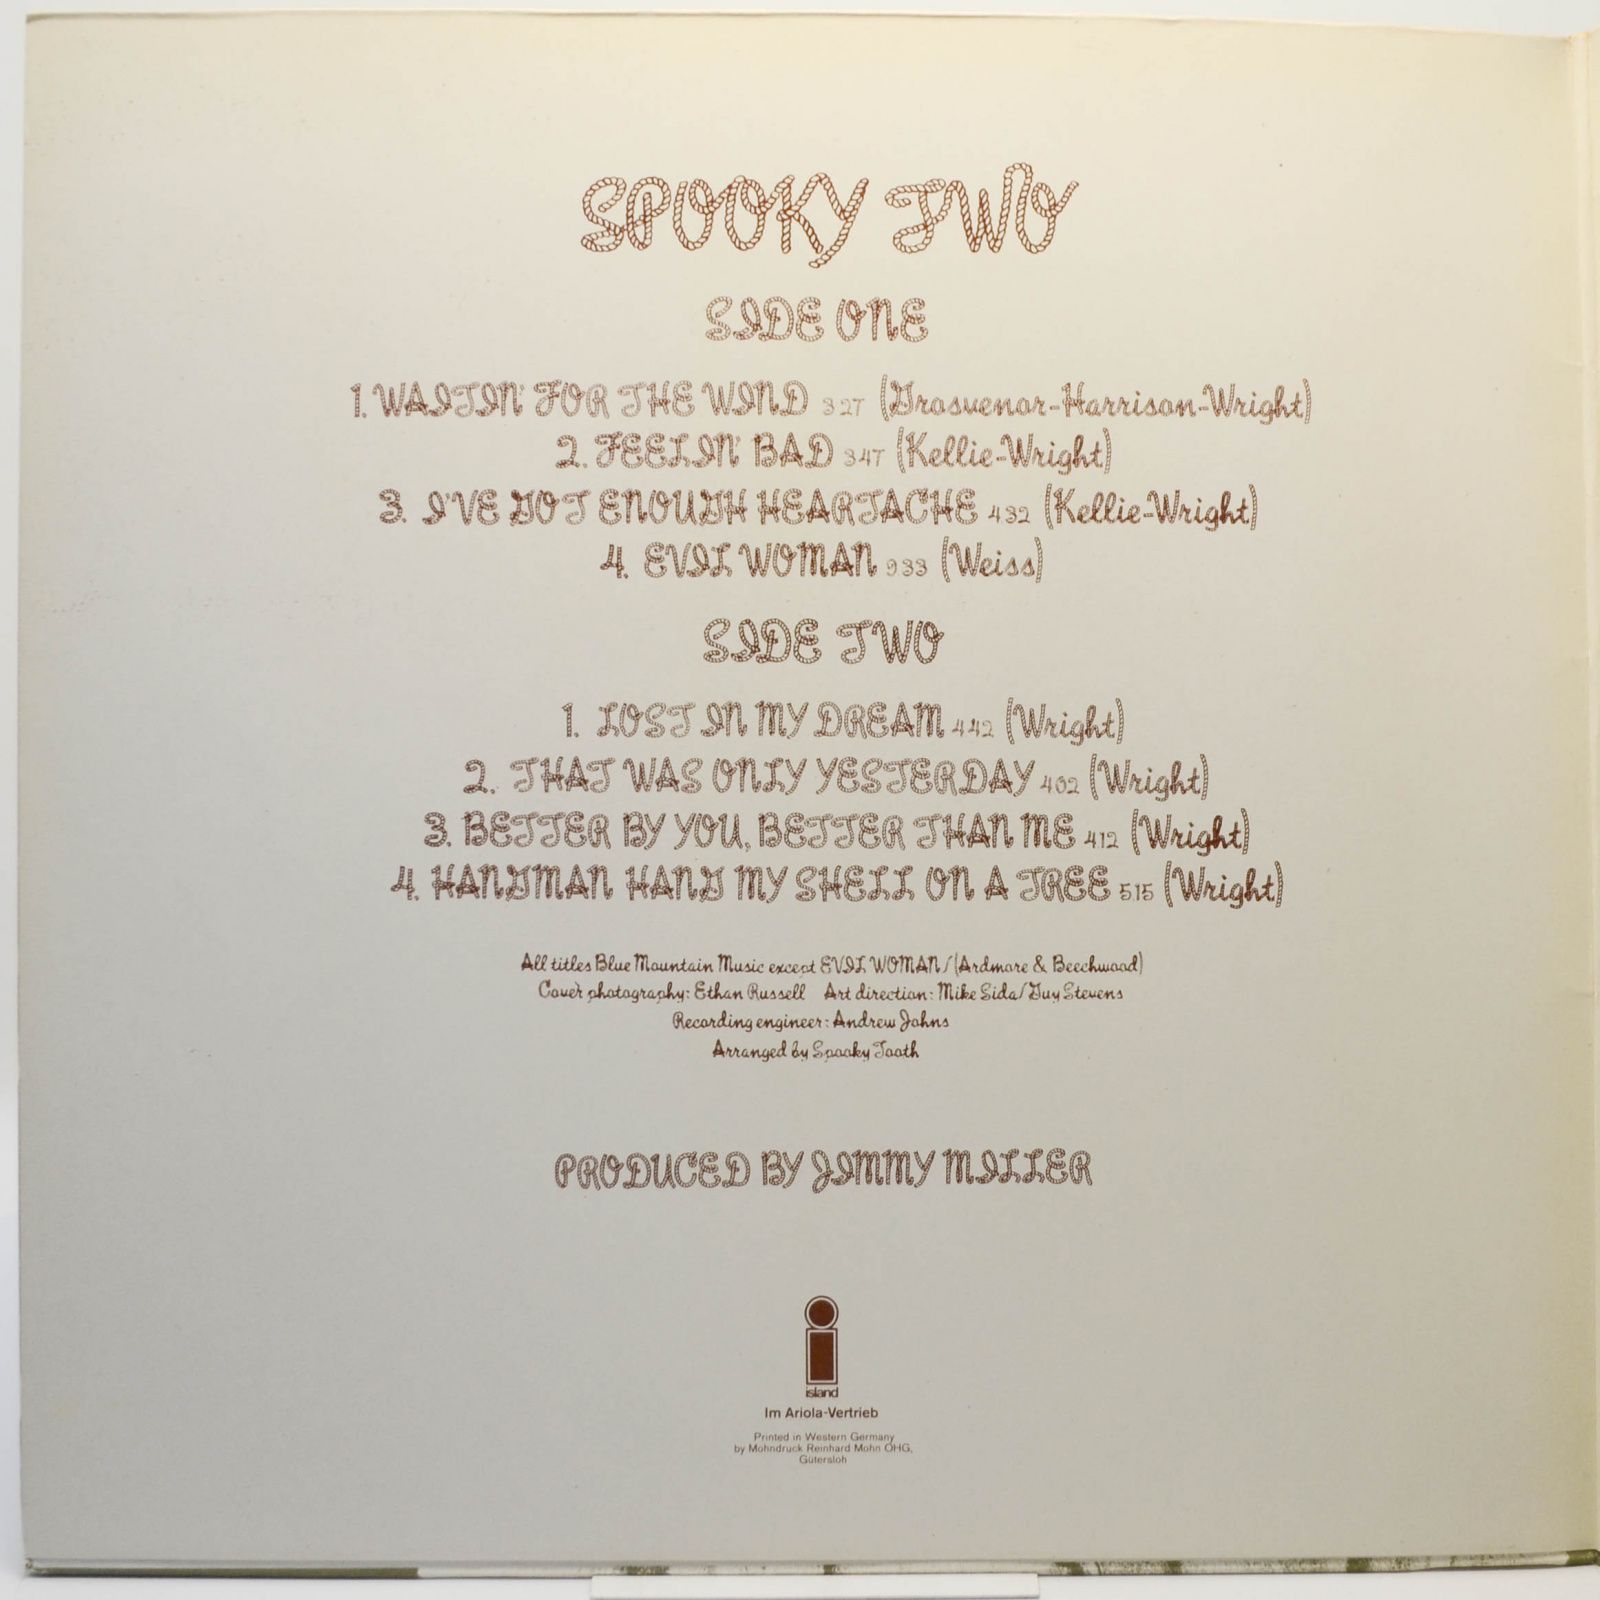 SPOOKY TWO
SIDE ONE
1. WAITIN' FOR THE WIND 3 27 (Grosvenor-Harrison-Wright)
2. FEELIN' BAD 3 47 (Kellie-Wright)
3. I'VE GOT ENOUGH HEARTACHE 4 32 (Kellie-Wright)
4. EVIL WOMAN 9 33 (Weiss)
SIDE TWO
1. LOST IN MY DREAM 4 42 (Wright)
2. THAT WAS ONLY YESTERDAY 4 02 (Wright)
3. BETTER BY YOU, BETTER THAN ME 4 12 (Wright)
4. HANGMAN HANG MY SHELL ON A TREE 5 15 (Wright)
All titles Blue Mountain Music except EVIL WOMAN/(Ardmore & Beechwood)
Cover photography: Ethan Russell Art direction: Mike Sida/Guy Stevens
Recording engineer: Andrew Johns
Arranged by Spooky Tooth
PRODUCED BY JIMMY MILLER
island
Im Ariola-Vertrieb
Printed in Western Germany
by Mohndruck Reinhard Mohn OHG,
Gütersloh